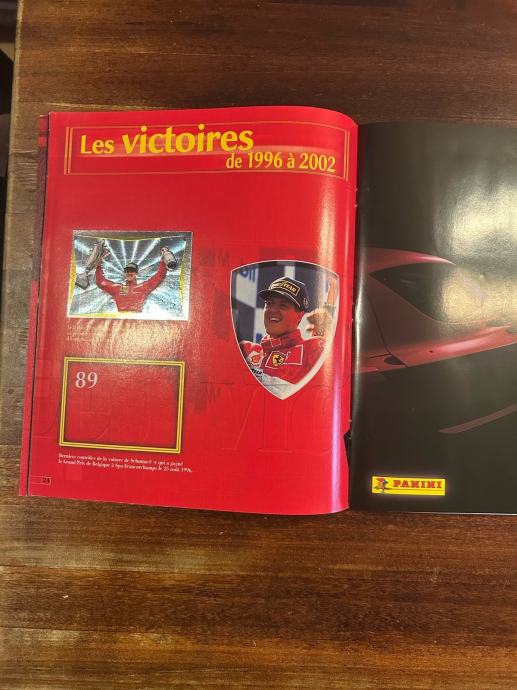 Les victoires
de 1996 à 2002
GOODYEAR
89
Derniers contrôles de la voiture de Schumacher qui a gagné
le Grand Prix de Belgique à Spa-Francorchamps le 25 août 1996.
24
PANINI